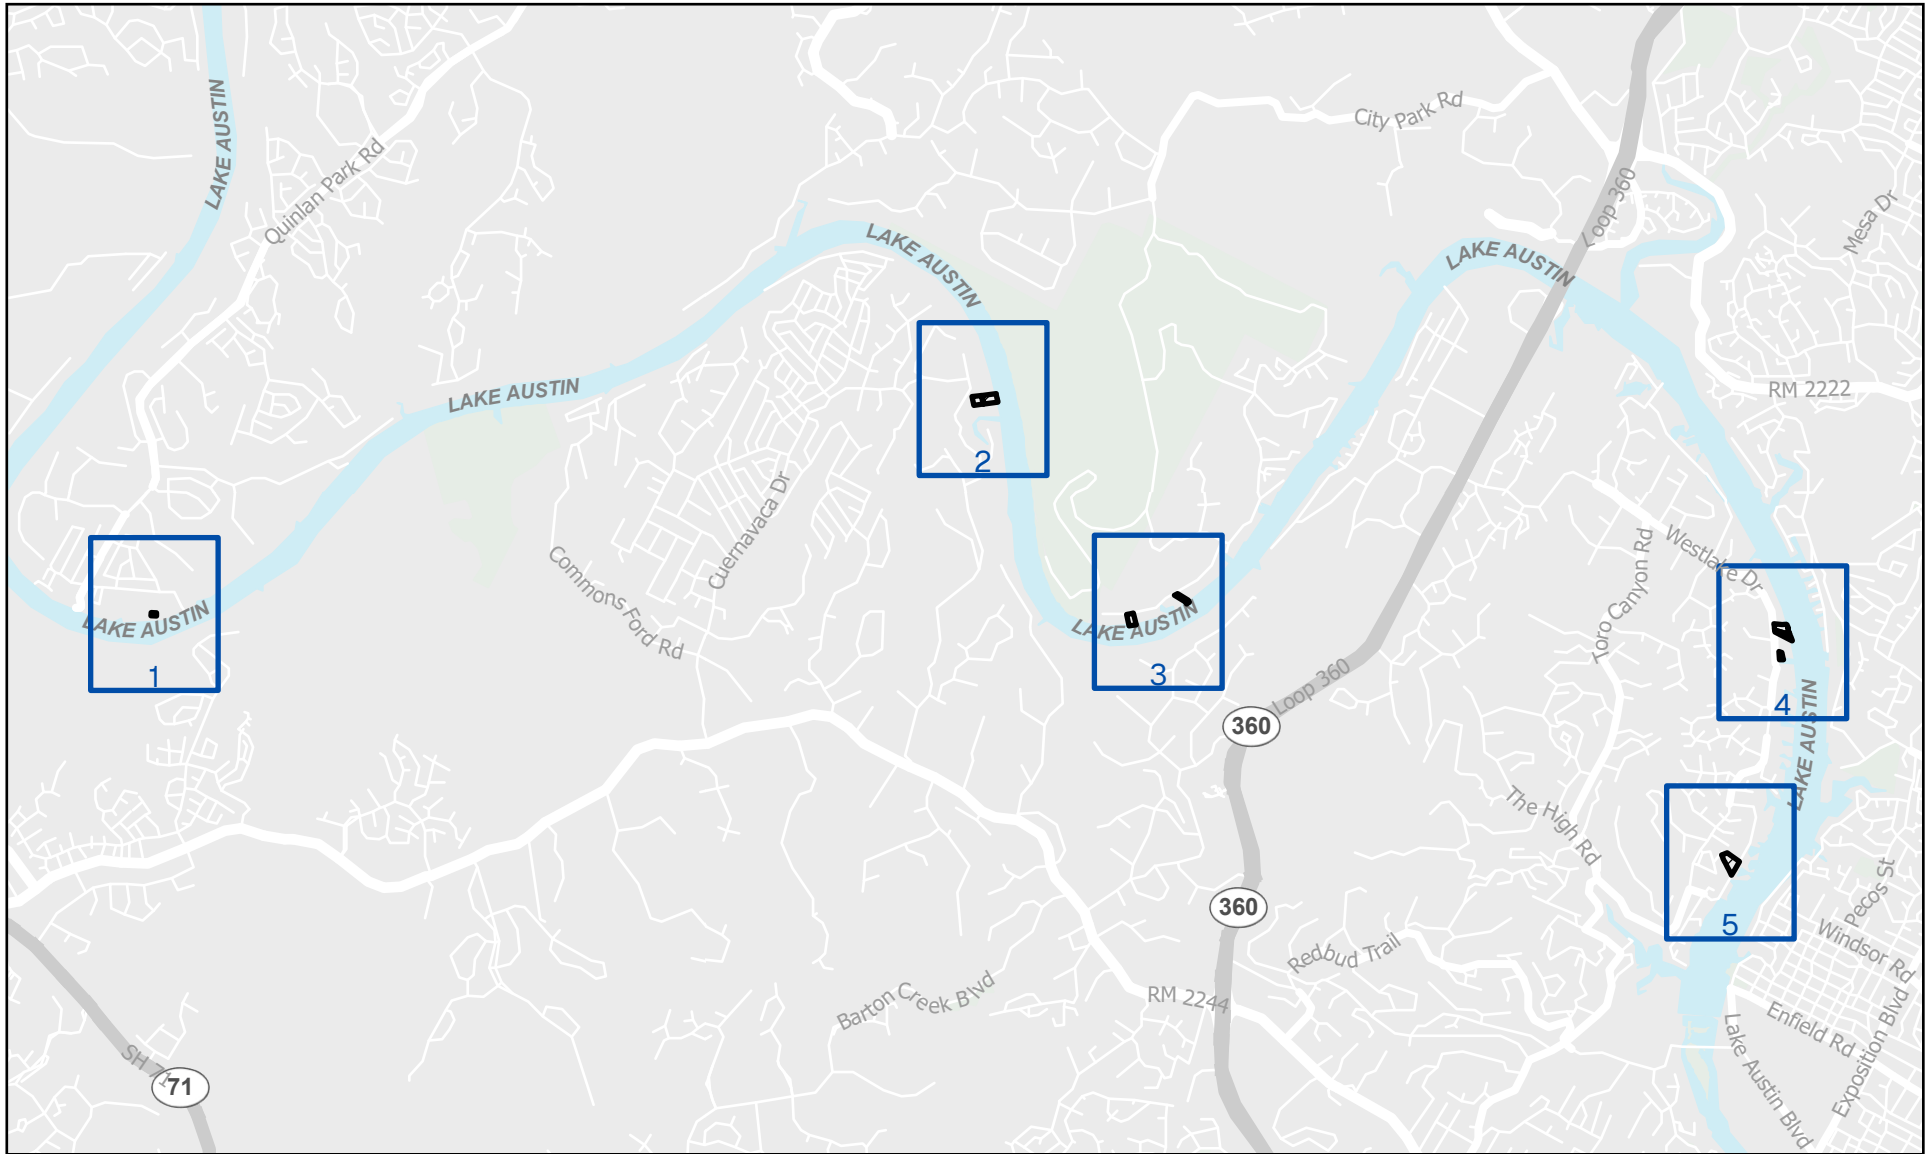 LAKE AUSTIN
Quinlan Park Rd
City Park Rd
Loop 360
Mesa Dr
LAKE AUSTIN
LAKE AUSTIN
LAKE AUSTIN
RM 2222
2
Cuernavaca Dr
Commons Ford Rd
Westlake Dr
Toro Canyon Rd
LAKE AUSTIN
1
LAKE AUSTIN
3
4
LAKE AUSTIN
Loop 360
360
The High Rd
5
Pecos St
Windsor Rd
360
Redbud Trail
Barton Creek Blvd
RM 2244
Enfield Rd
Exposition Blvd
Lake Austin Blvd
SH 71
71